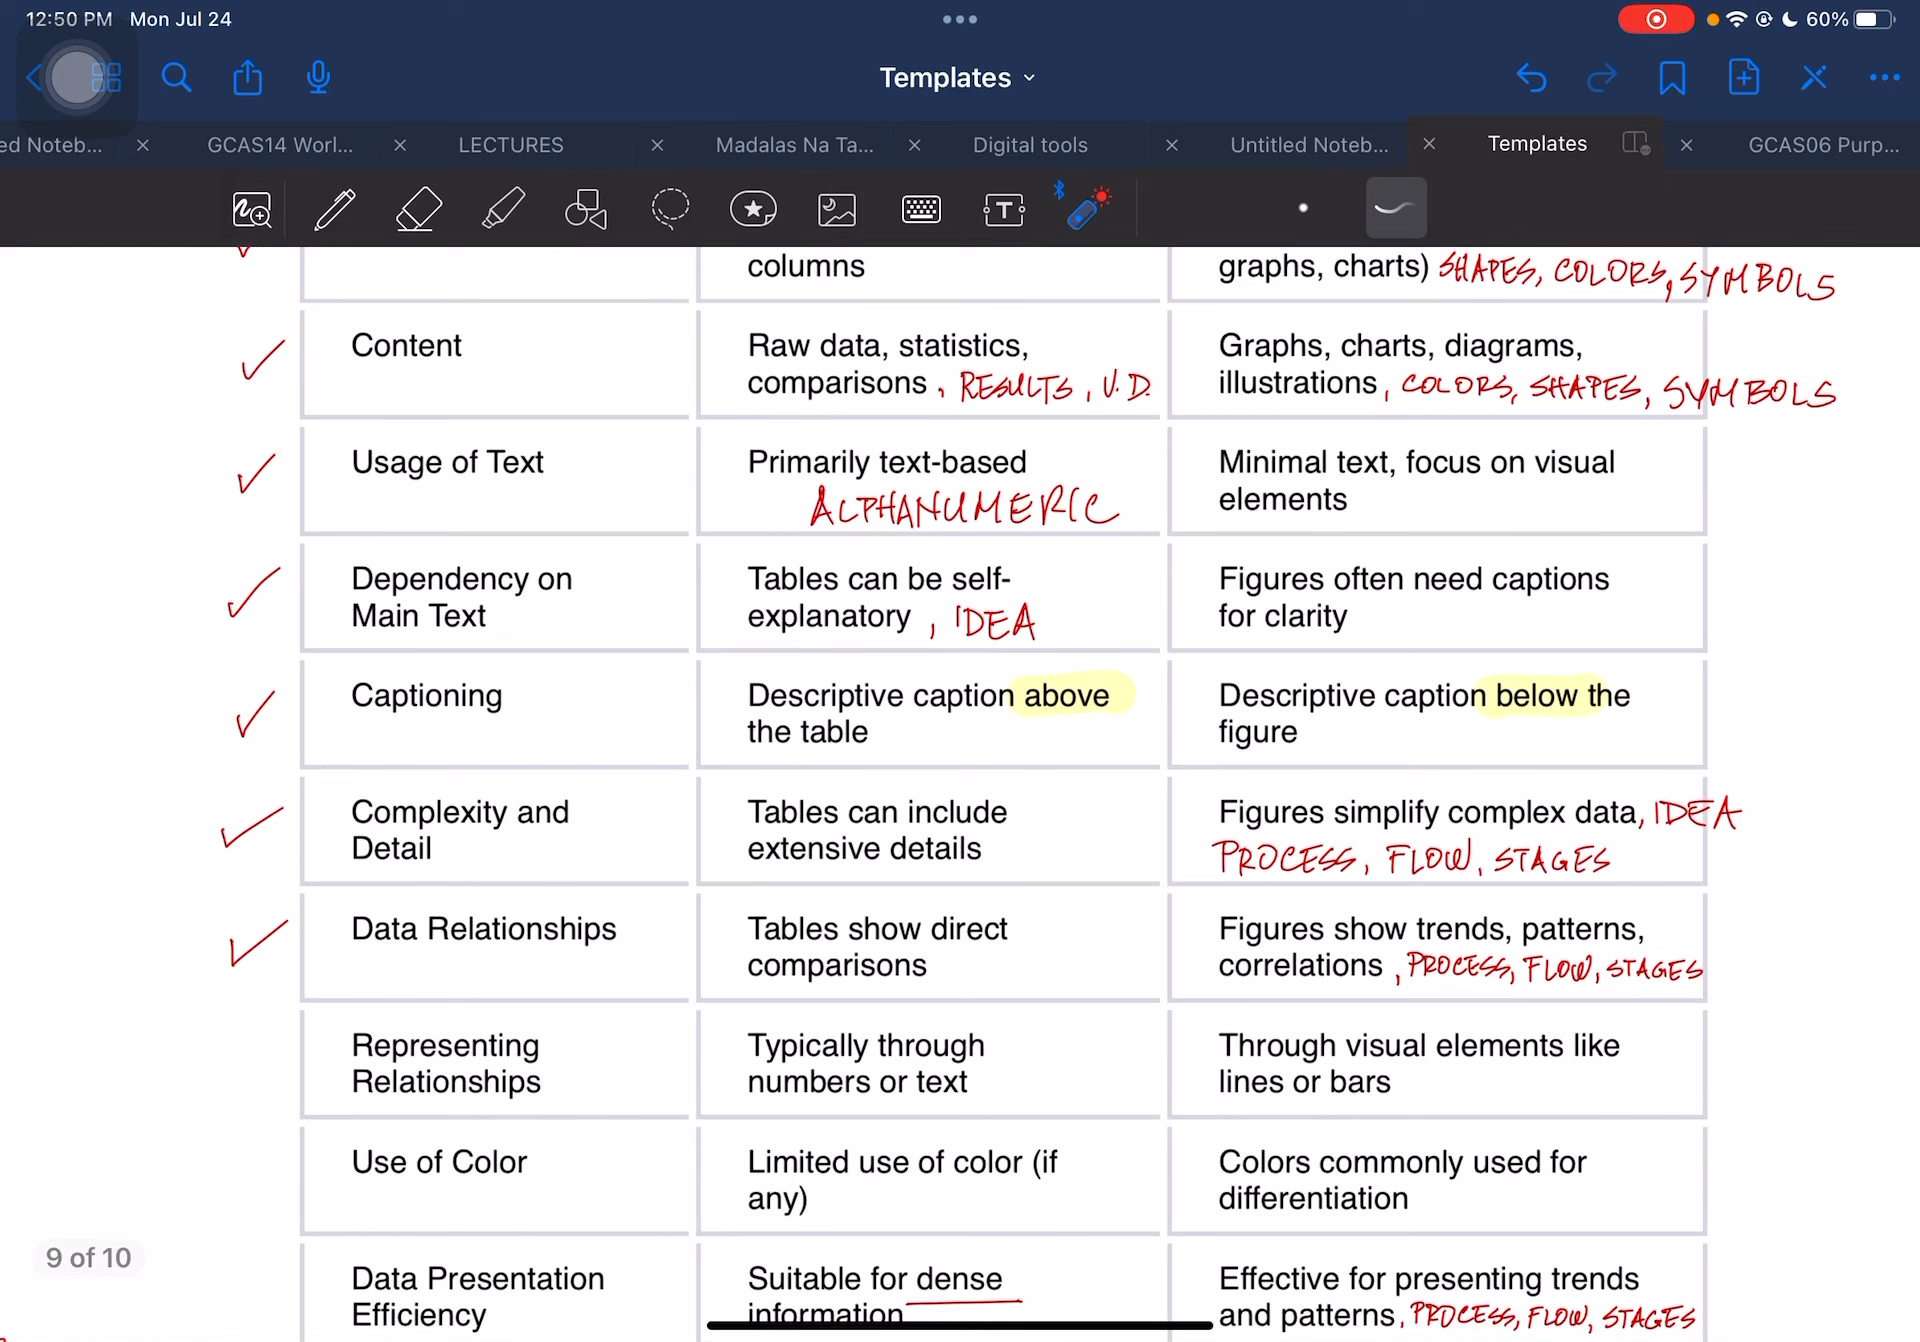 12:50 PM Mon Jul 24
60%
Templates
ed Noteb...
GCAS14 Worl...
LECTURES
Madalas Na Ta...
Digital tools
Untitled Noteb...
Templates
GCAS06 Purp...
columns
graphs, charts) SHAPES, COLORS, SYMBOLS
Content
Raw data, statistics,
comparisons , RESULTS, V.D.
Graphs, charts, diagrams,
illustrations, COLORS, SHAPES, SYMBOLS
Usage of Text
Primarily text-based
ALPHANUMERIC
Minimal text, focus on visual
elements
Dependency on
Main Text
Tables can be self-
explanatory , IDEA
Figures often need captions
for clarity
Captioning
Descriptive caption above
the table
Descriptive caption below the
figure
Complexity and
Detail
Tables can include
extensive details
Figures simplify complex data, IDEA
PROCESS, FLOW, STAGES
Data Relationships
Tables show direct
comparisons
Figures show trends, patterns,
correlations , PROCESS, FLOW, STAGES
Representing
Relationships
Typically through
numbers or text
Through visual elements like
lines or bars
Use of Color
Limited use of color (if
any)
Colors commonly used for
differentiation
Data Presentation
Efficiency
Suitable for dense
information
Effective for presenting trends
and patterns, PROCESS, FLOW, STAGES
9 of 10